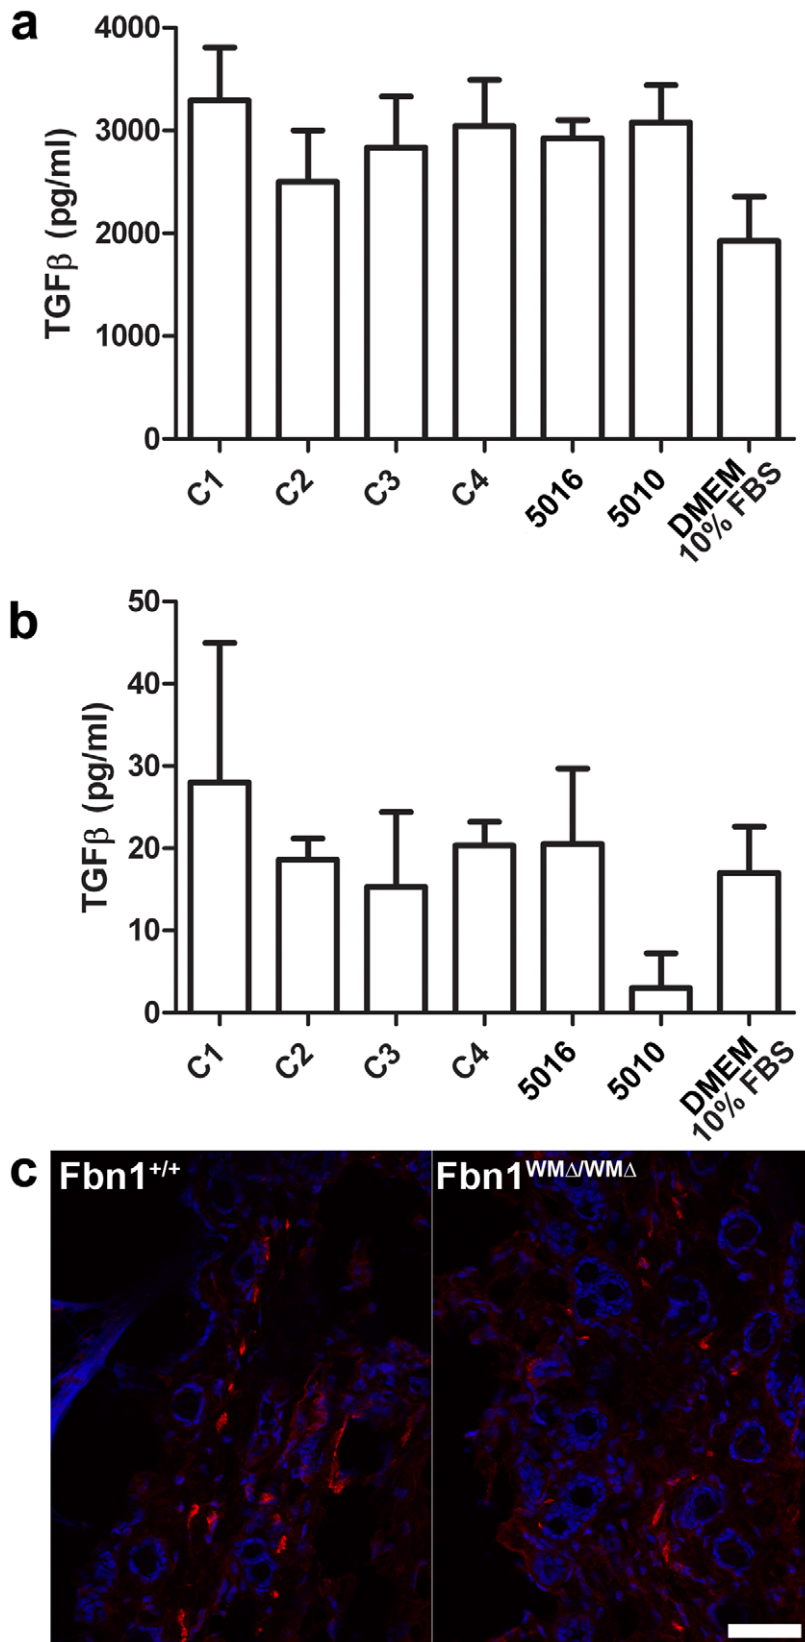 a
TGFβ (pg/ml)
4000
3000
2000
1000
0
C1
C2
C3
C4
5016
5010
DMEM
10% FBS
b
TGFβ (pg/ml)
50
40
30
20
10
0
C1
C2
C3
C4
5016
5010
DMEM
10% FBS
c
Fbn1+/+
Fbn1WMΔ/WMΔ